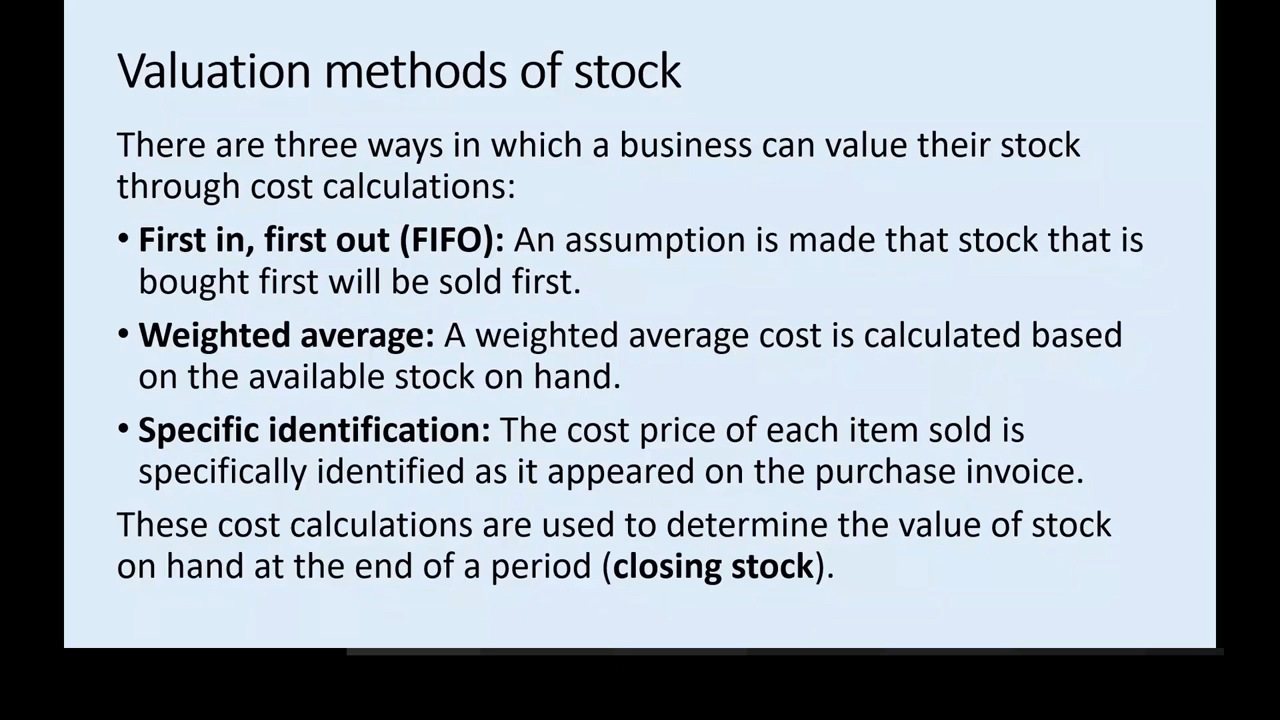 Valuation methods of stock
There are three ways in which a business can value their stock
through cost calculations:
• First in, first out (FIFO): An assumption is made that stock that is
bought first will be sold first.
• Weighted average: A weighted average cost is calculated based
on the available stock on hand.
• Specific identification: The cost price of each item sold is
specifically identified as it appeared on the purchase invoice.
These cost calculations are used to determine the value of stock
on hand at the end of a period (closing stock).